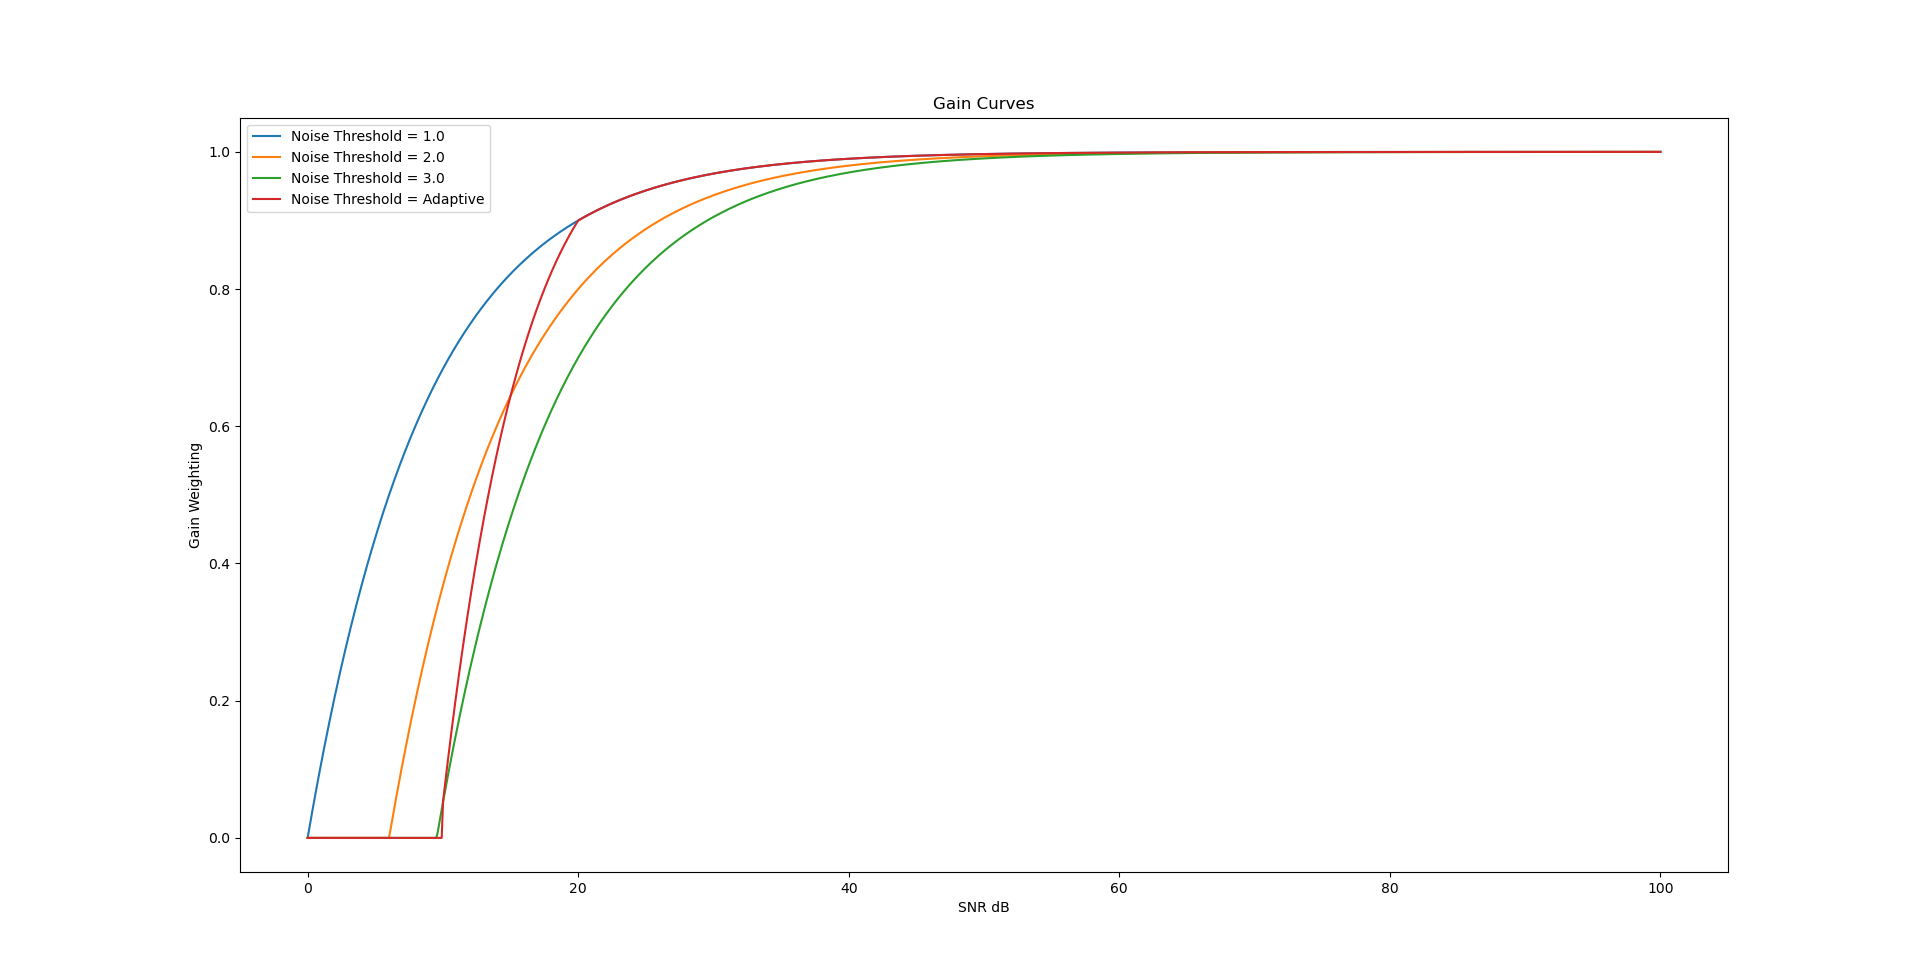 Gain Curves
Noise Threshold = 1.0
Noise Threshold = 2.0
Noise Threshold = 3.0
Noise Threshold = Adaptive
1.0
0.8
0.6
0.4
0.2
0.0
Gain Weighting
0 20 40 60 80 100
SNR dB